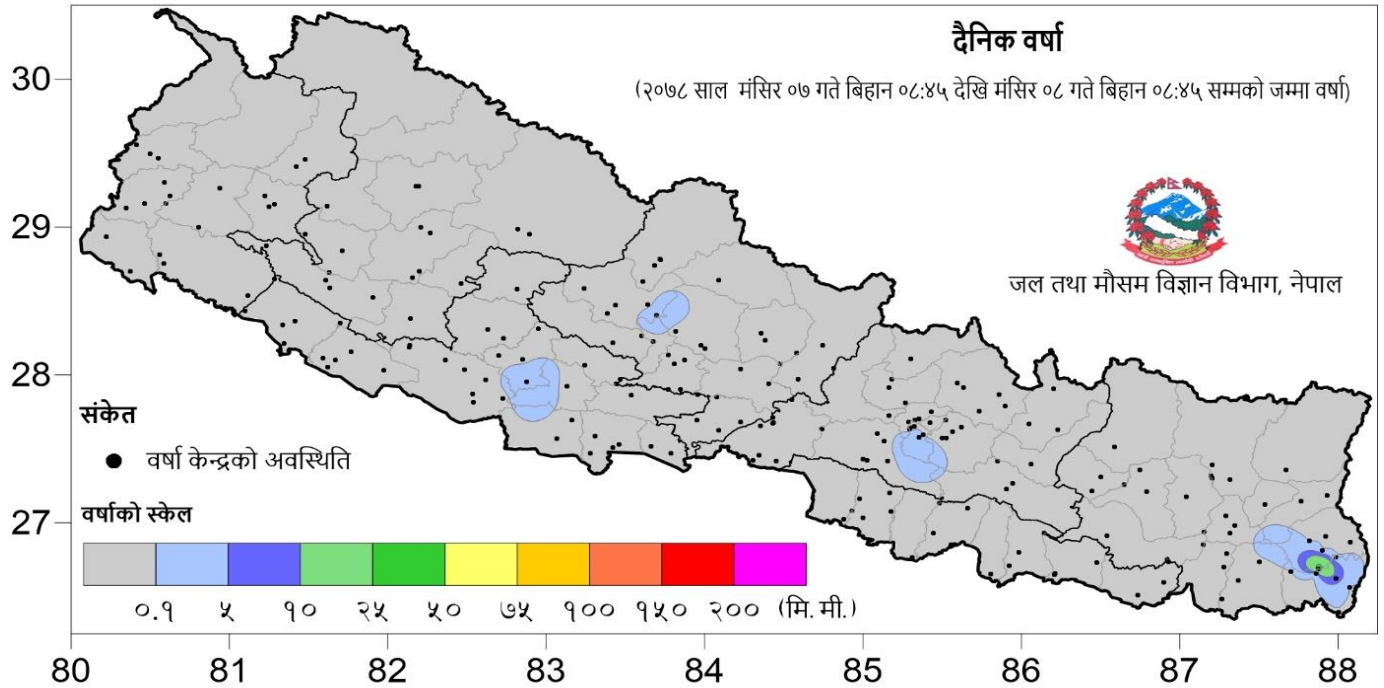 दैनिक वर्षा
(२०७८ साल मंसिर ०७ गते बिहान ०८:४५ देखि मंसिर ०८ गते बिहान ०८:४५ सम्मको जम्मा वर्षा)
जल तथा मौसम विज्ञान विभाग, नेपाल
30
29
28
27
संकेत
वर्षा केन्द्रको अवस्थिति
वर्षाको स्केल
०.१ ५ १० २५ ५० ७५ १०० १५० २०० (मि. मी.)
80 81 82 83 84 85 86 87 88